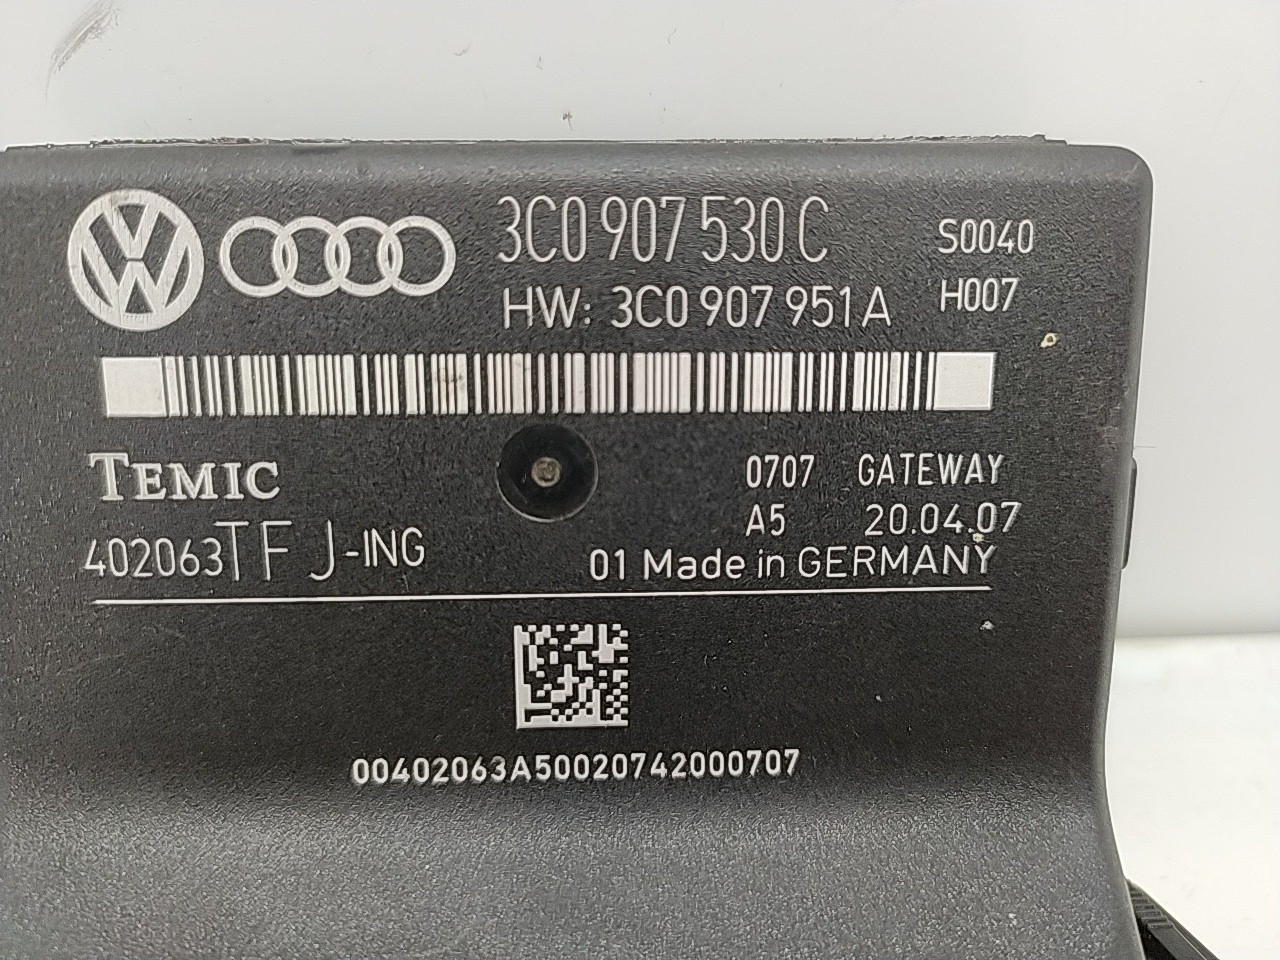 3C0 907 530 C
S0040
HW: 3C0 907 951 A
H007
TEMIC
0707 GATEWAY
A5 20.04.07
402063TF J-ING
01 Made in GERMANY
00402063A50020742000707